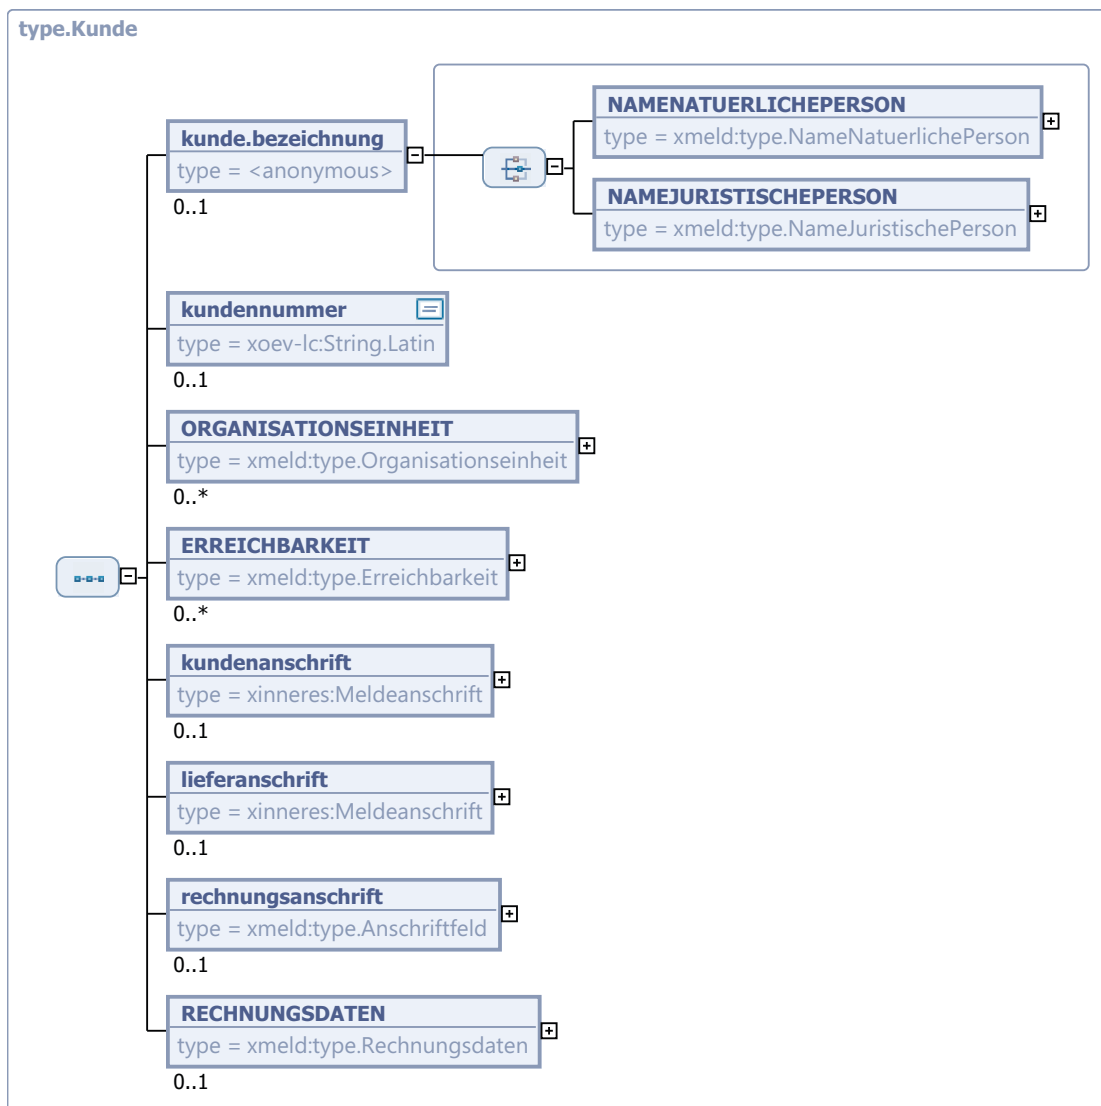 type.Kunde
NAMENATUERLICHEPERSON
type = xmeld:type.NameNatuerlichePerson
kunde.bezeichnung
type = <anonymous>
0..1
NAMEJURISTISCHEPERSON
type = xmeld:type.NameJuristischePerson
kundennummer
type = xoev-lc:String.Latin
0..1
ORGANISATIONSEINHEIT
type = xmeld:type.Organisationseinheit
0..*
ERREICHBARKEIT
type = xmeld:type.Erreichbarkeit
0..*
kundenanschrift
type = xinneres:Meldeanschrift
0..1
lieferanschrift
type = xinneres:Meldeanschrift
0..1
rechnungsanschrift
type = xmeld:type.Anschriftfeld
0..1
RECHNUNGSDATEN
type = xmeld:type.Rechnungsdaten
0..1